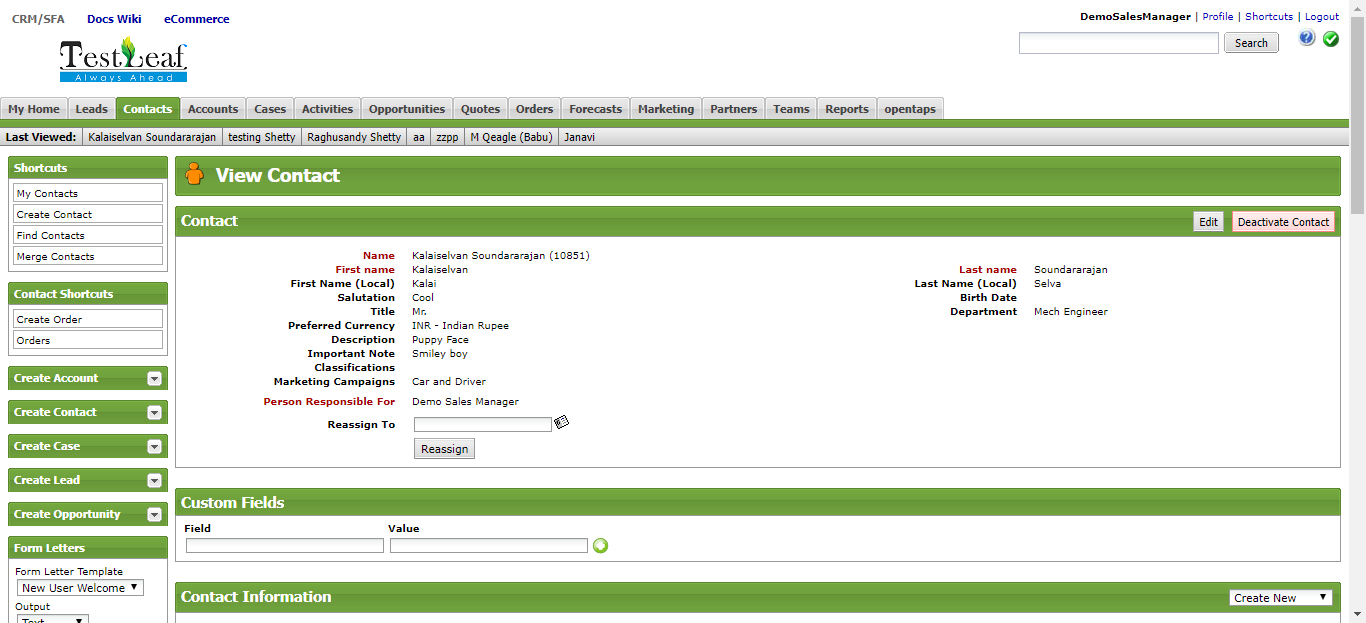 CRM/SFA Docs Wiki eCommerce
DemoSalesManager | Profile | Shortcuts | Logout
TestLeaf
Always Ahead
Search
My Home Leads Contacts Accounts Cases Activities Opportunities Quotes Orders Forecasts Marketing Partners Teams Reports opentaps
Last Viewed: Kalaiselvan Soundararajan testing Shetty Raghusandy Shetty aa zzpp M Qeagle (Babu) Janavi
Shortcuts
My Contacts
Create Contact
Find Contacts
Merge Contacts
Contact Shortcuts
Create Order
Orders
Create Account
Create Contact
Create Case
Create Lead
Create Opportunity
Form Letters
Form Letter Template
New User Welcome
Output
Text
View Contact
Contact Edit Deactivate Contact
Name Kalaiselvan Soundararajan (10851)
First name Kalaiselvan Last name Soundararajan
First Name (Local) Kalai Last Name (Local) Selva
Salutation Cool Birth Date
Title Mr. Department Mech Engineer
Preferred Currency INR - Indian Rupee
Description Puppy Face
Important Note Smiley boy
Classifications
Marketing Campaigns Car and Driver
Person Responsible For Demo Sales Manager
Reassign To
Reassign
Custom Fields
Field Value
Contact Information Create New